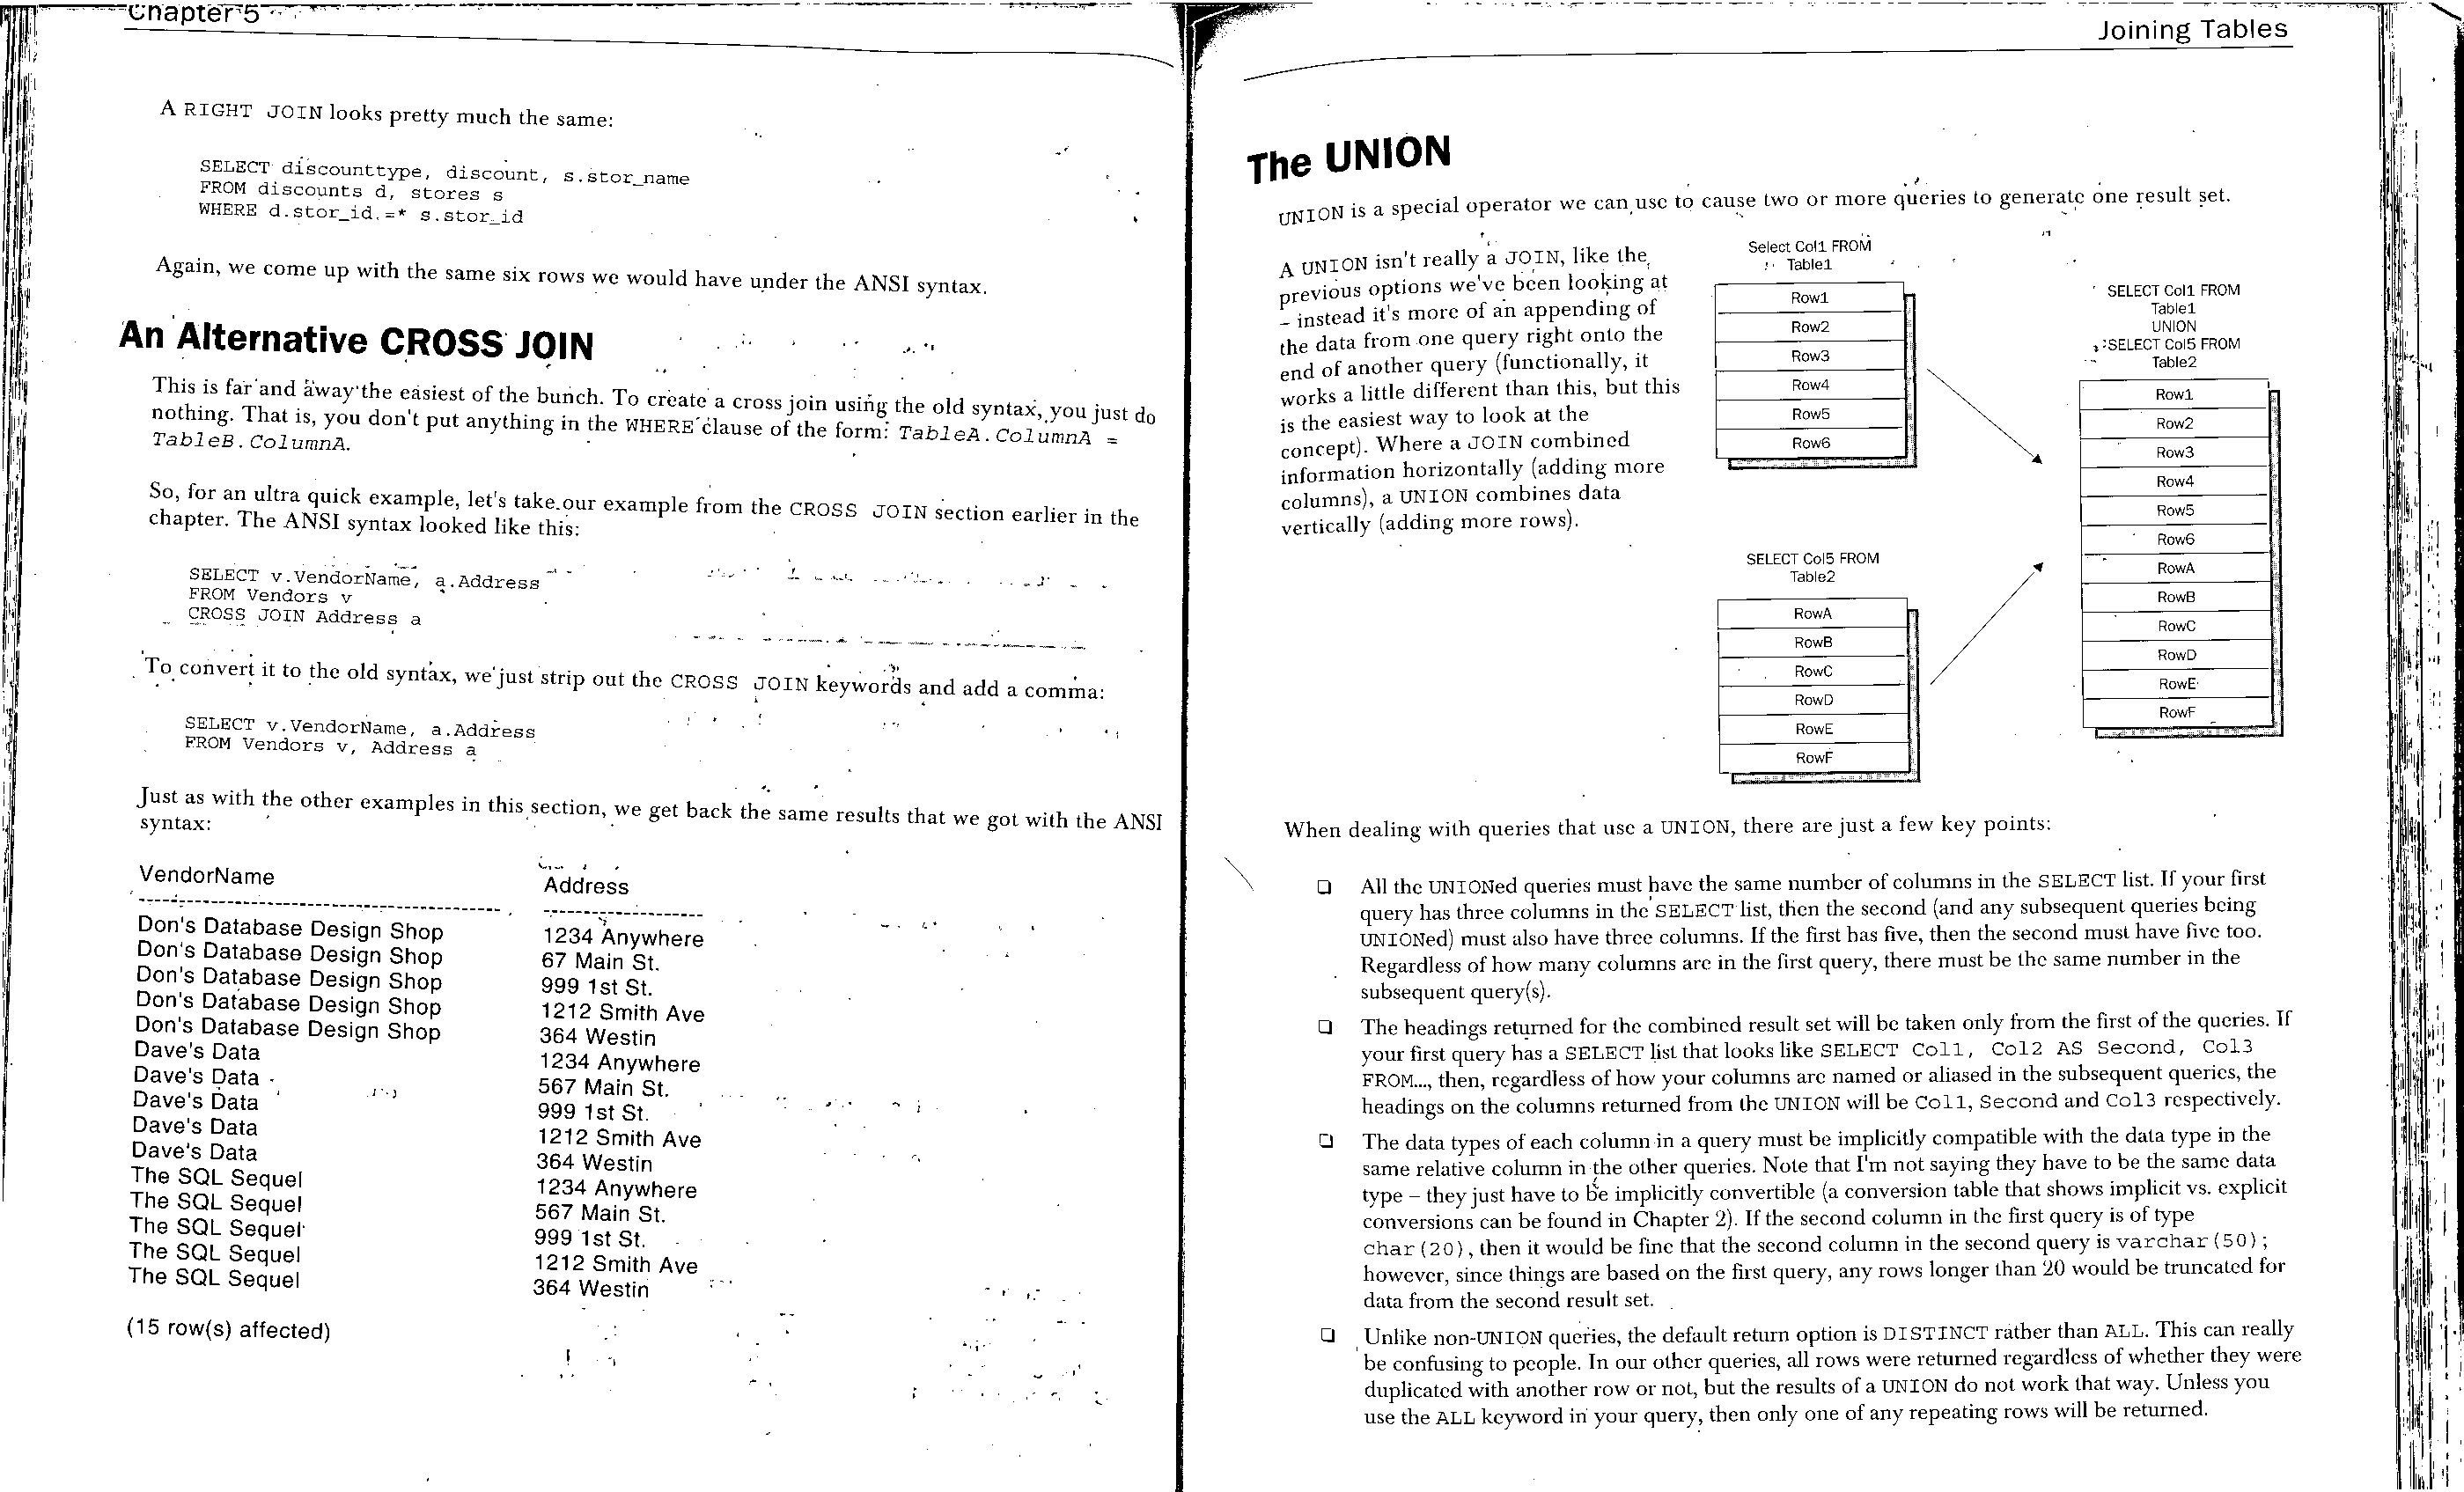 Chapter 5
A RIGHT JOIN looks pretty much the same:
SELECT discounttype, discount, s.stor_name
FROM discounts d, stores s
WHERE d.stor_id =* s.stor_id
Again, we come up with the same six rows we would have under the ANSI syntax.
An Alternative CROSS JOIN
This is far and away the easiest of the bunch. To create a cross join using the old syntax, you just do
nothing. That is, you don't put anything in the WHERE clause of the form: TableA.ColumnA =
TableB.ColumnA.
So, for an ultra quick example, let's take our example from the CROSS JOIN section earlier in the
chapter. The ANSI syntax looked like this:
SELECT v.VendorName, a.Address
FROM Vendors v
CROSS JOIN Address a
To convert it to the old syntax, we just strip out the CROSS JOIN keywords and add a comma:
SELECT v.VendorName, a.Address
FROM Vendors v, Address a
Just as with the other examples in this section, we get back the same results that we got with the ANSI
syntax:
VendorName Address
Don's Database Design Shop 1234 Anywhere
Don's Database Design Shop 67 Main St.
Don's Database Design Shop 999 1st St.
Don's Database Design Shop 1212 Smith Ave
Don's Database Design Shop 364 Westin
Dave's Data 1234 Anywhere
Dave's Data 567 Main St.
Dave's Data 999 1st St.
Dave's Data 1212 Smith Ave
Dave's Data 364 Westin
The SQL Sequel 1234 Anywhere
The SQL Sequel 567 Main St.
The SQL Sequel 999 1st St.
The SQL Sequel 1212 Smith Ave
The SQL Sequel 364 Westin
(15 row(s) affected)
Joining Tables
The UNION
UNION is a special operator we can use to cause two or more queries to generate one result set.
A UNION isn't really a JOIN, like the
previous options we've been looking at
– instead it's more of an appending of
the data from one query right onto the
end of another query (functionally, it
works a little different than this, but this
is the easiest way to look at the
concept). Where a JOIN combined
information horizontally (adding more
columns), a UNION combines data
vertically (adding more rows).
Select Col1 FROM
Table1
Row1
Row2
Row3
Row4
Row5
Row6
SELECT Col5 FROM
Table2
RowA
RowB
RowC
RowD
RowE
RowF
SELECT Col1 FROM
Table1
UNION
SELECT Col5 FROM
Table2
Row1
Row2
Row3
Row4
Row5
Row6
RowA
RowB
RowC
RowD
RowE
RowF
When dealing with queries that use a UNION, there are just a few key points:
❑ All the UNIONed queries must have the same number of columns in the SELECT list. If your first
query has three columns in the SELECT list, then the second (and any subsequent queries being
UNIONed) must also have three columns. If the first has five, then the second must have five too.
Regardless of how many columns are in the first query, there must be the same number in the
subsequent query(s).
❑ The headings returned for the combined result set will be taken only from the first of the queries. If
your first query has a SELECT list that looks like SELECT Col1, Col2 AS Second, Col3
FROM..., then, regardless of how your columns are named or aliased in the subsequent queries, the
headings on the columns returned from the UNION will be Col1, Second and Col3 respectively.
❑ The data types of each column in a query must be implicitly compatible with the data type in the
same relative column in the other queries. Note that I'm not saying they have to be the same data
type – they just have to be implicitly convertible (a conversion table that shows implicit vs. explicit
conversions can be found in Chapter 2). If the second column in the first query is of type
char(20), then it would be fine that the second column in the second query is varchar(50);
however, since things are based on the first query, any rows longer than 20 would be truncated for
data from the second result set.
❑ Unlike non-UNION queries, the default return option is DISTINCT rather than ALL. This can really
be confusing to people. In our other queries, all rows were returned regardless of whether they were
duplicated with another row or not, but the results of a UNION do not work that way. Unless you
use the ALL keyword in your query, then only one of any repeating rows will be returned.